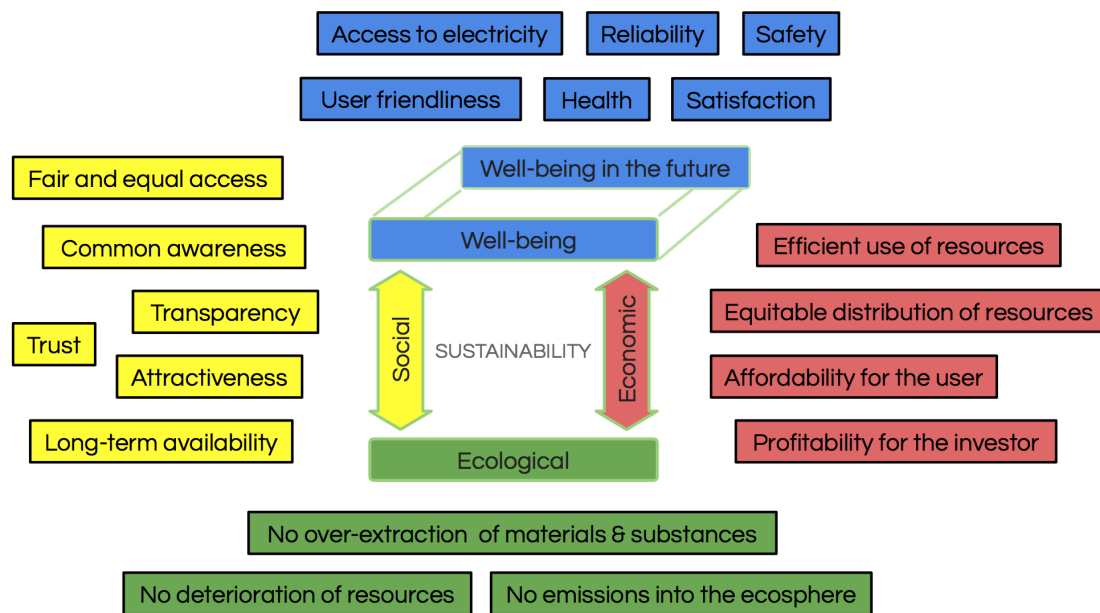 Access to electricity
Reliability
Safety
User friendliness
Health
Satisfaction
Well-being in the future
Fair and equal access
Well-being
Common awareness
Efficient use of resources
Transparency
Equitable distribution of resources
Trust
Social
SUSTAINABILITY
Economic
Attractiveness
Affordability for the user
Long-term availability
Profitability for the investor
Ecological
No over-extraction of materials & substances
No deterioration of resources
No emissions into the ecosphere